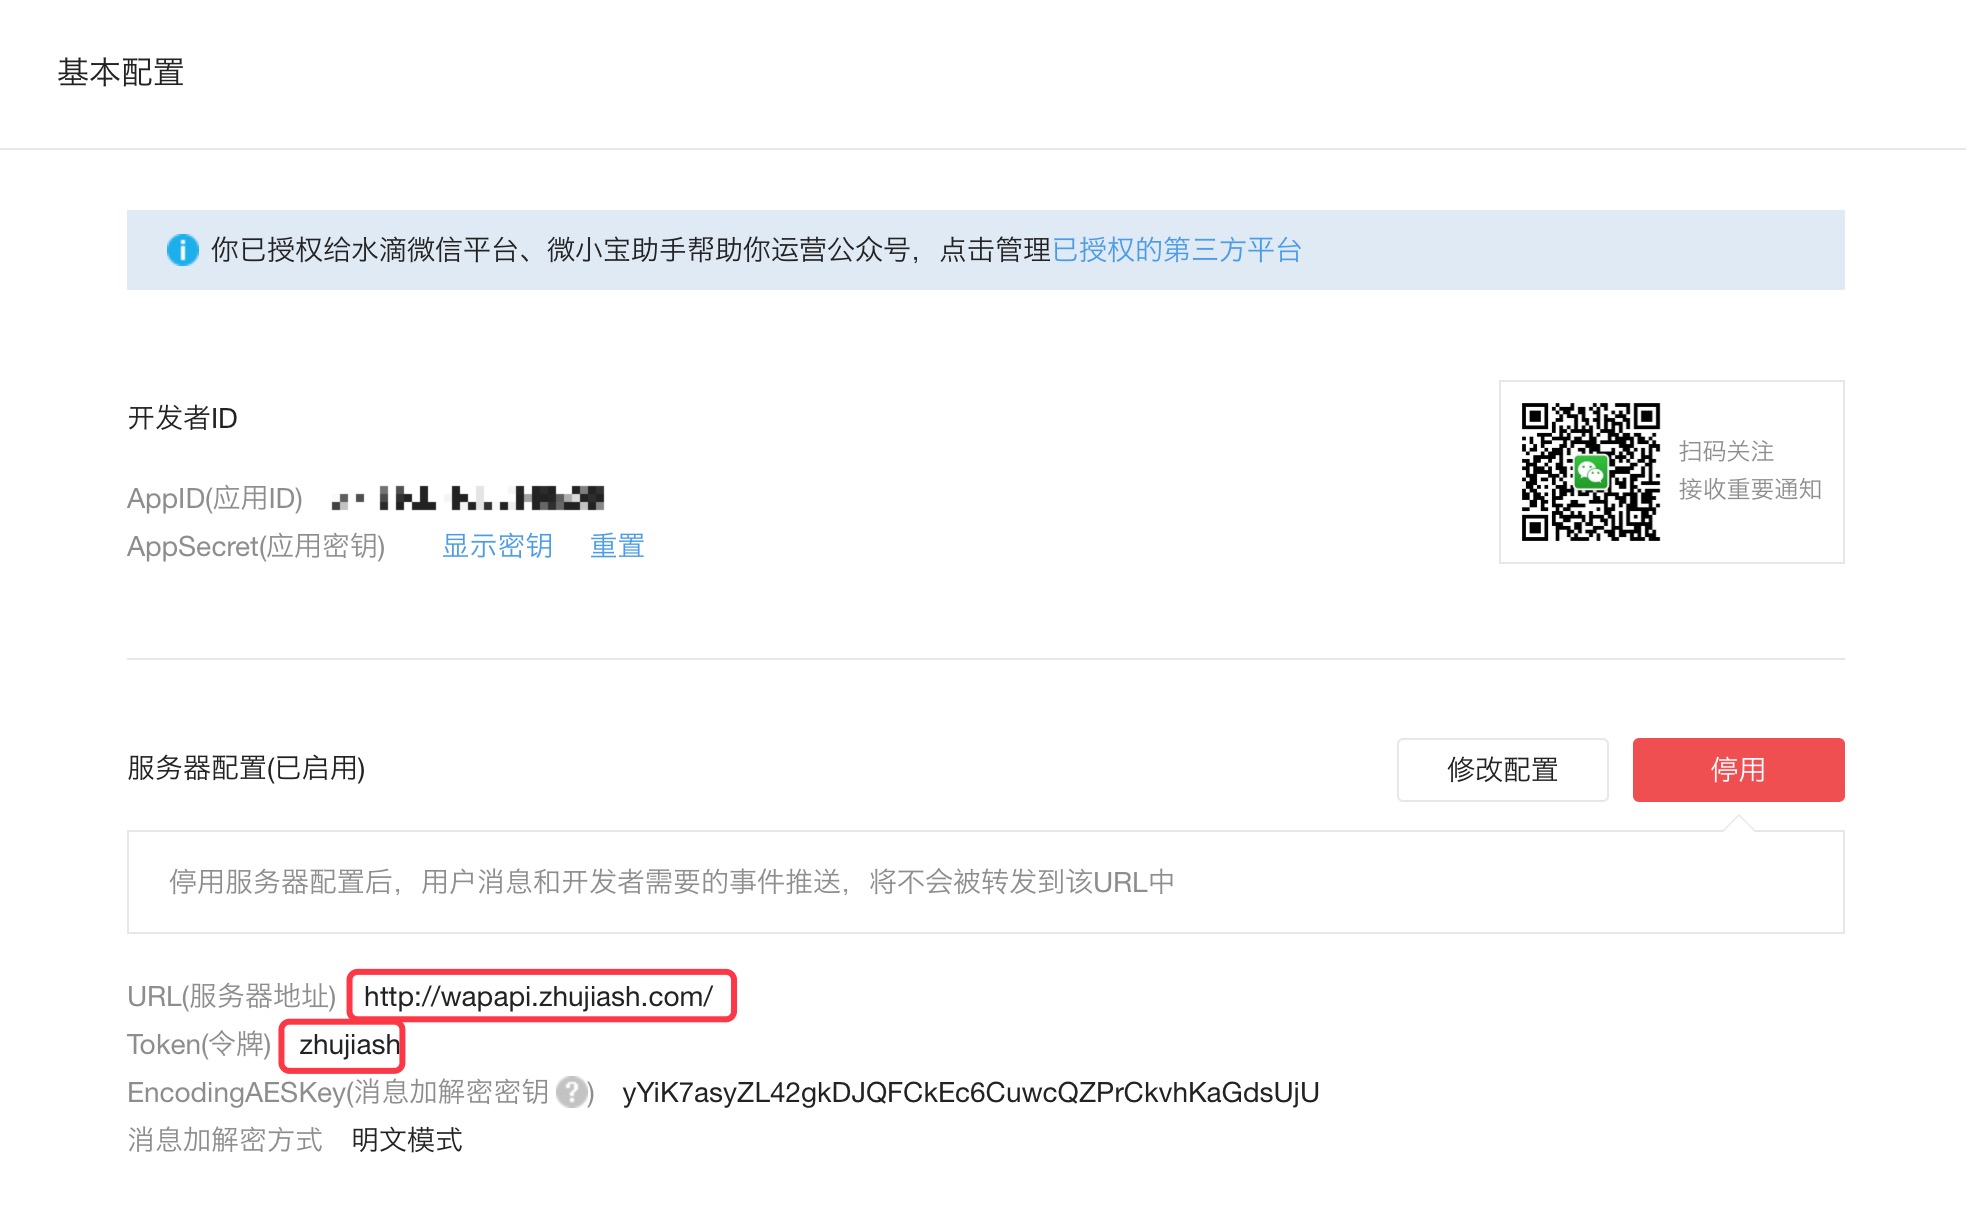 基本配置
你已授权给水滴微信平台、微小宝助手帮助你运营公众号，点击管理已授权的第三方平台
开发者ID
AppID(应用ID)
AppSecret(应用密钥) 显示密钥 重置
扫码关注
接收重要通知
服务器配置(已启用)
修改配置 停用
停用服务器配置后，用户消息和开发者需要的事件推送，将不会被转发到该URL中
URL(服务器地址) http://wapapi.zhujiash.com/
Token(令牌) zhujiash
EncodingAESKey(消息加解密密钥 ?) yYiK7asyZL42gkDJQFCkEc6CuwcQZPrCkvhKaGdsUjU
消息加解密方式 明文模式